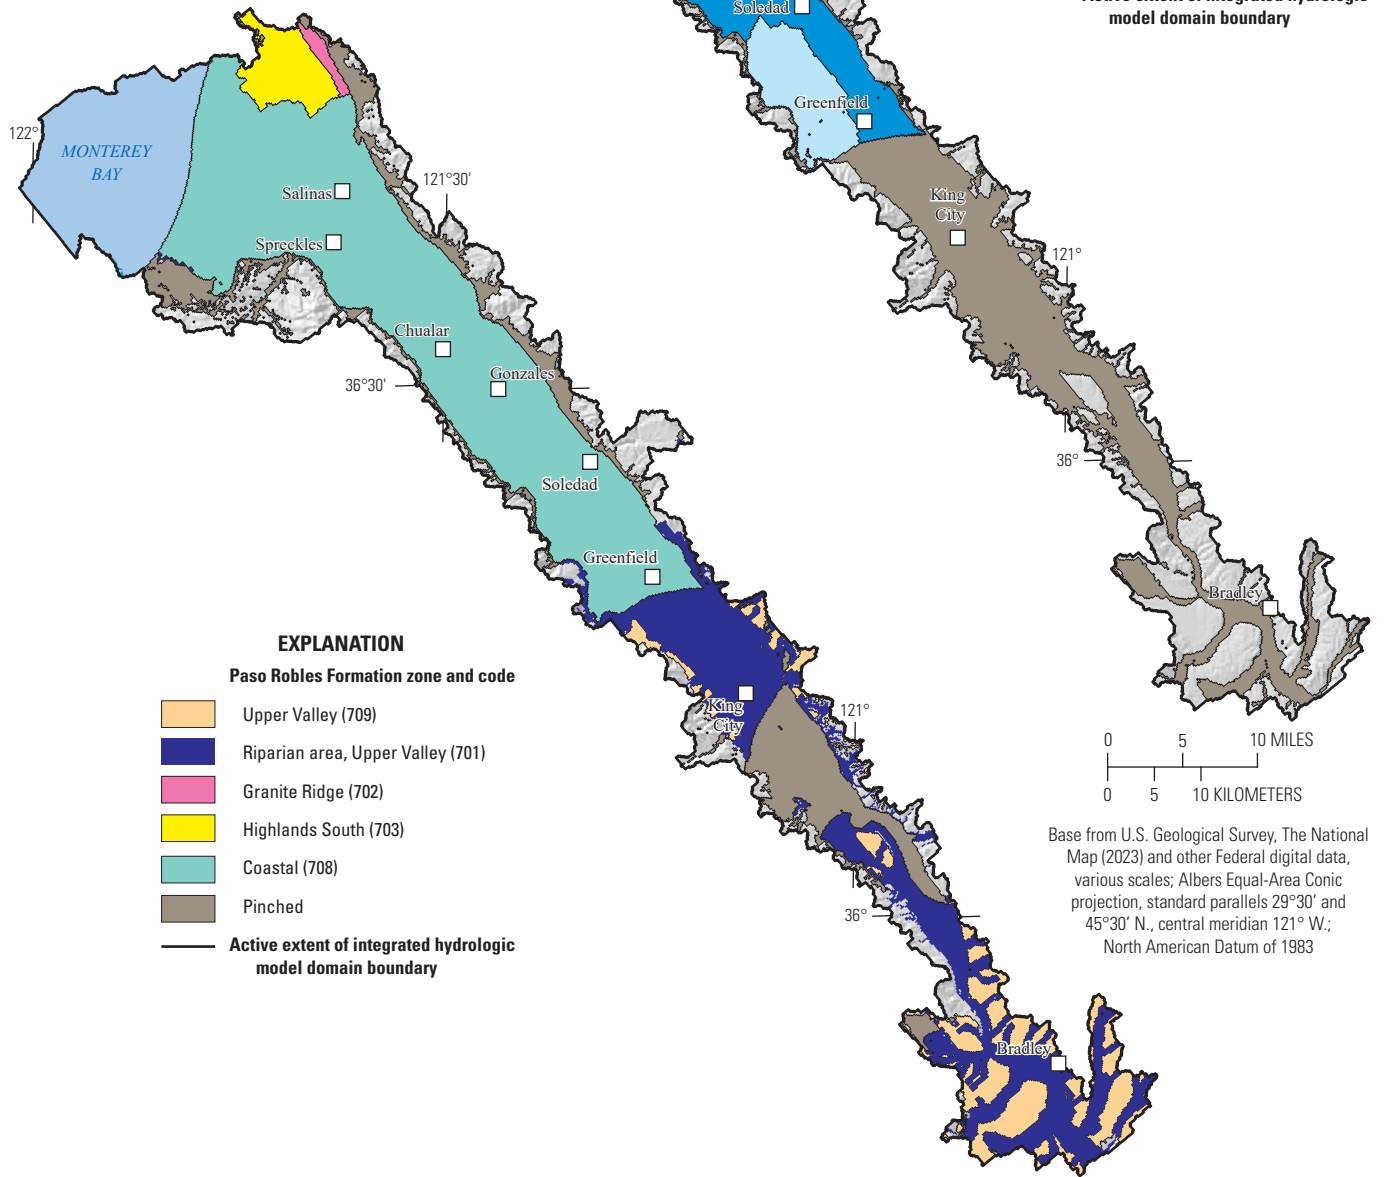 Active extent of integrated hydrologic
model domain boundary
Soledad
Greenfield
King
City
121°
36°
Bradley
122°
MONTEREY
BAY
Salinas
121°30'
Spreckles
Chualar
36°30'
Gonzales
Soledad
Greenfield
King
City
121°
36°
Bradley
EXPLANATION
Paso Robles Formation zone and code
Upper Valley (709)
Riparian area, Upper Valley (701)
Granite Ridge (702)
Highlands South (703)
Coastal (708)
Pinched
Active extent of integrated hydrologic
model domain boundary
0 5 10 MILES
0 5 10 KILOMETERS
Base from U.S. Geological Survey, The National
Map (2023) and other Federal digital data,
various scales; Albers Equal-Area Conic
projection, standard parallels 29°30′ and
45°30′ N., central meridian 121° W.;
North American Datum of 1983